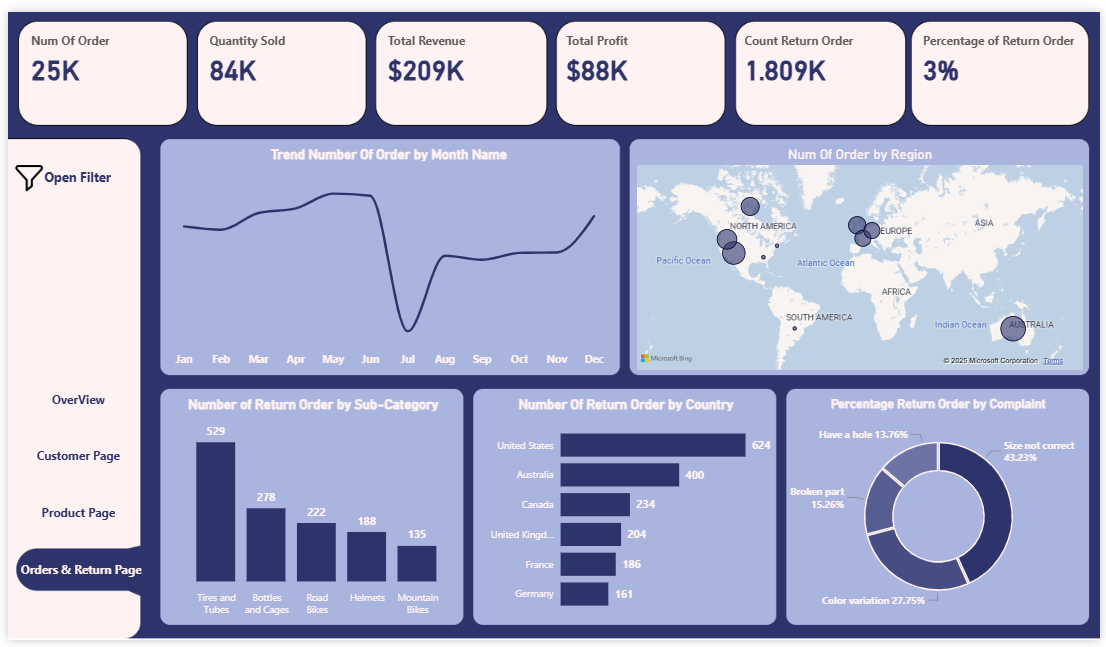 Num Of Order
25K
Quantity Sold
84K
Total Revenue
$209K
Total Profit
$88K
Count Return Order
1.809K
Percentage of Return Order
3%
Open Filter
OverView
Customer Page
Product Page
Orders & Return Page
Trend Number Of Order by Month Name
Jan Feb Mar Apr May Jun Jul Aug Sep Oct Nov Dec
Num Of Order by Region
NORTH AMERICA
EUROPE
ASIA
Pacific Ocean
Atlantic Ocean
AFRICA
SOUTH AMERICA
Indian Ocean
AUSTRALIA
Microsoft Bing
© 2025 Microsoft Corporation Terms
Number of Return Order by Sub-Category
529
278
222
188
135
Tires and
Tubes
Bottles
and Cages
Road
Bikes
Helmets
Mountain
Bikes
Number Of Return Order by Country
United States 624
Australia 400
Canada 234
United Kingd... 204
France 186
Germany 161
Percentage Return Order by Complaint
Have a hole 13.76%
Size not correct
43.23%
Broken part
15.26%
Color variation 27.75%